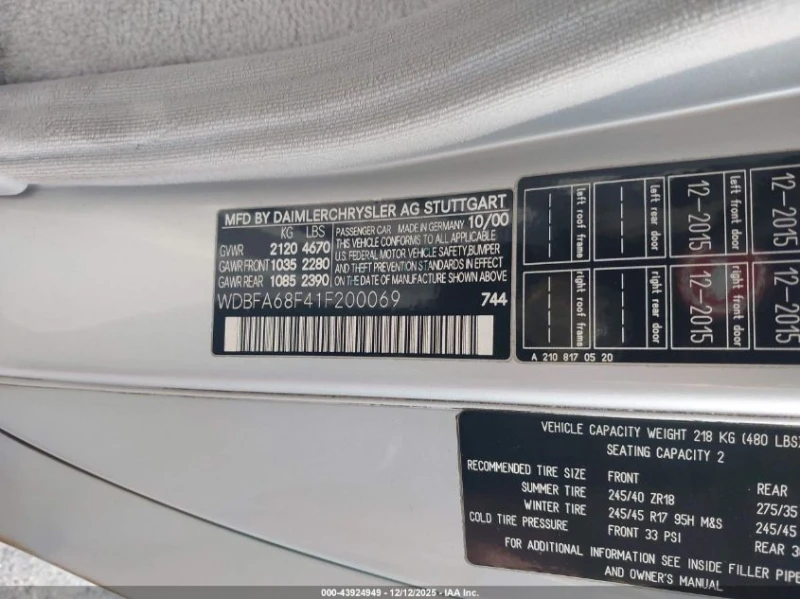 MFD BY DAIMLERCHRYSLER AG STUTTGART
KG LBS
GVWR 2120 4670
GAWR FRONT 1035 2280
GAWR REAR 1085 2390
PASSENGER CAR MADE IN GERMANY 10/00
THIS VEHICLE CONFORMS TO ALL APPLICABLE
U.S. FEDERAL MOTOR VEHICLE SAFETY, BUMPER
AND THEFT PREVENTION STANDARDS IN EFFECT
ON THE DATE OF MANUFACTURE SHOWN ABOVE
WDBFA68F41F200069 744
left roof frame
left rear door
12-2015
left front door
12-2015
right roof frame
right rear door
12-2015
right front door
12-2015
A 210 817 05 20
VEHICLE CAPACITY WEIGHT 218 KG (480 LBS)
SEATING CAPACITY 2
RECOMMENDED TIRE SIZE FRONT REAR
SUMMER TIRE 245/40 ZR18 275/35
WINTER TIRE 245/45 R17 95H M&S 245/45
COLD TIRE PRESSURE FRONT 33 PSI REAR
FOR ADDITIONAL INFORMATION SEE INSIDE FILLER PIPE
AND OWNER'S MANUAL
000-43924949 - 12/12/2025 - IAA Inc.